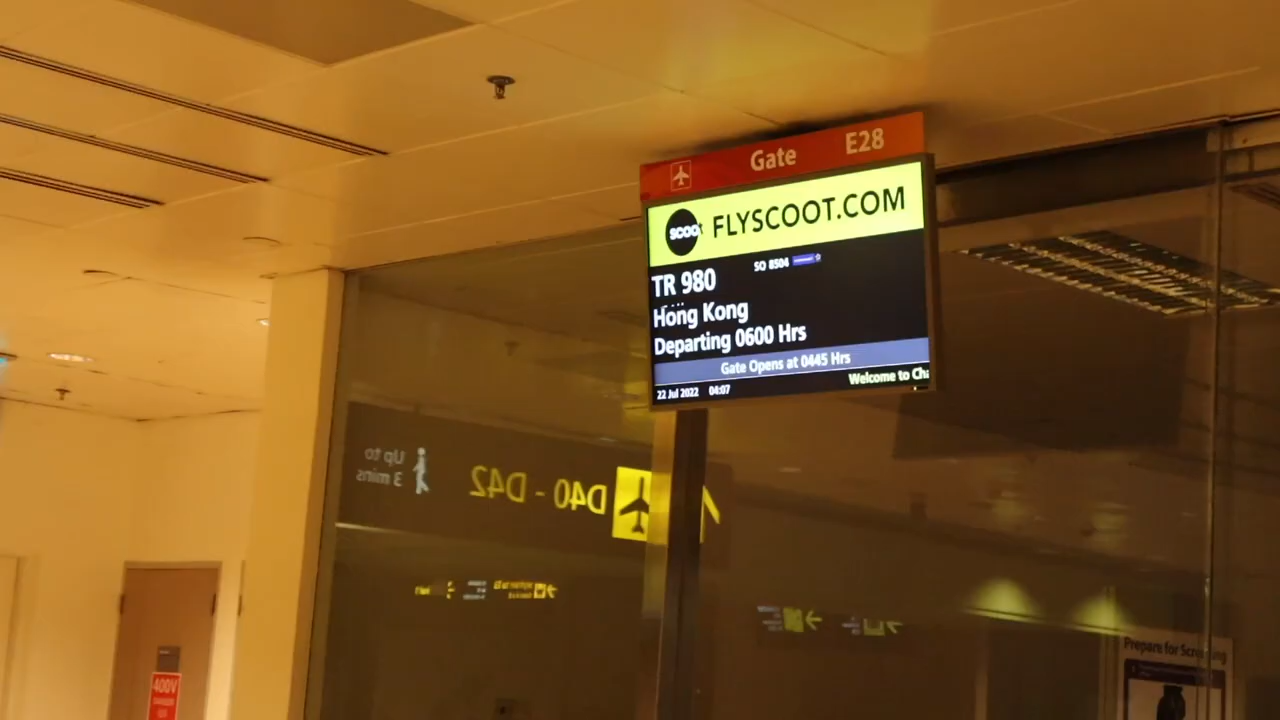 Gate E28
scoot FLYSCOOT.COM
TR 980 SQ 8504
Hong Kong
Departing 0600 Hrs
Gate Opens at 0445 Hrs
22 Jul 2022 04:07 Welcome to Cha
Up to
3 mins
D40 - D42
Prepare for Screening
400V